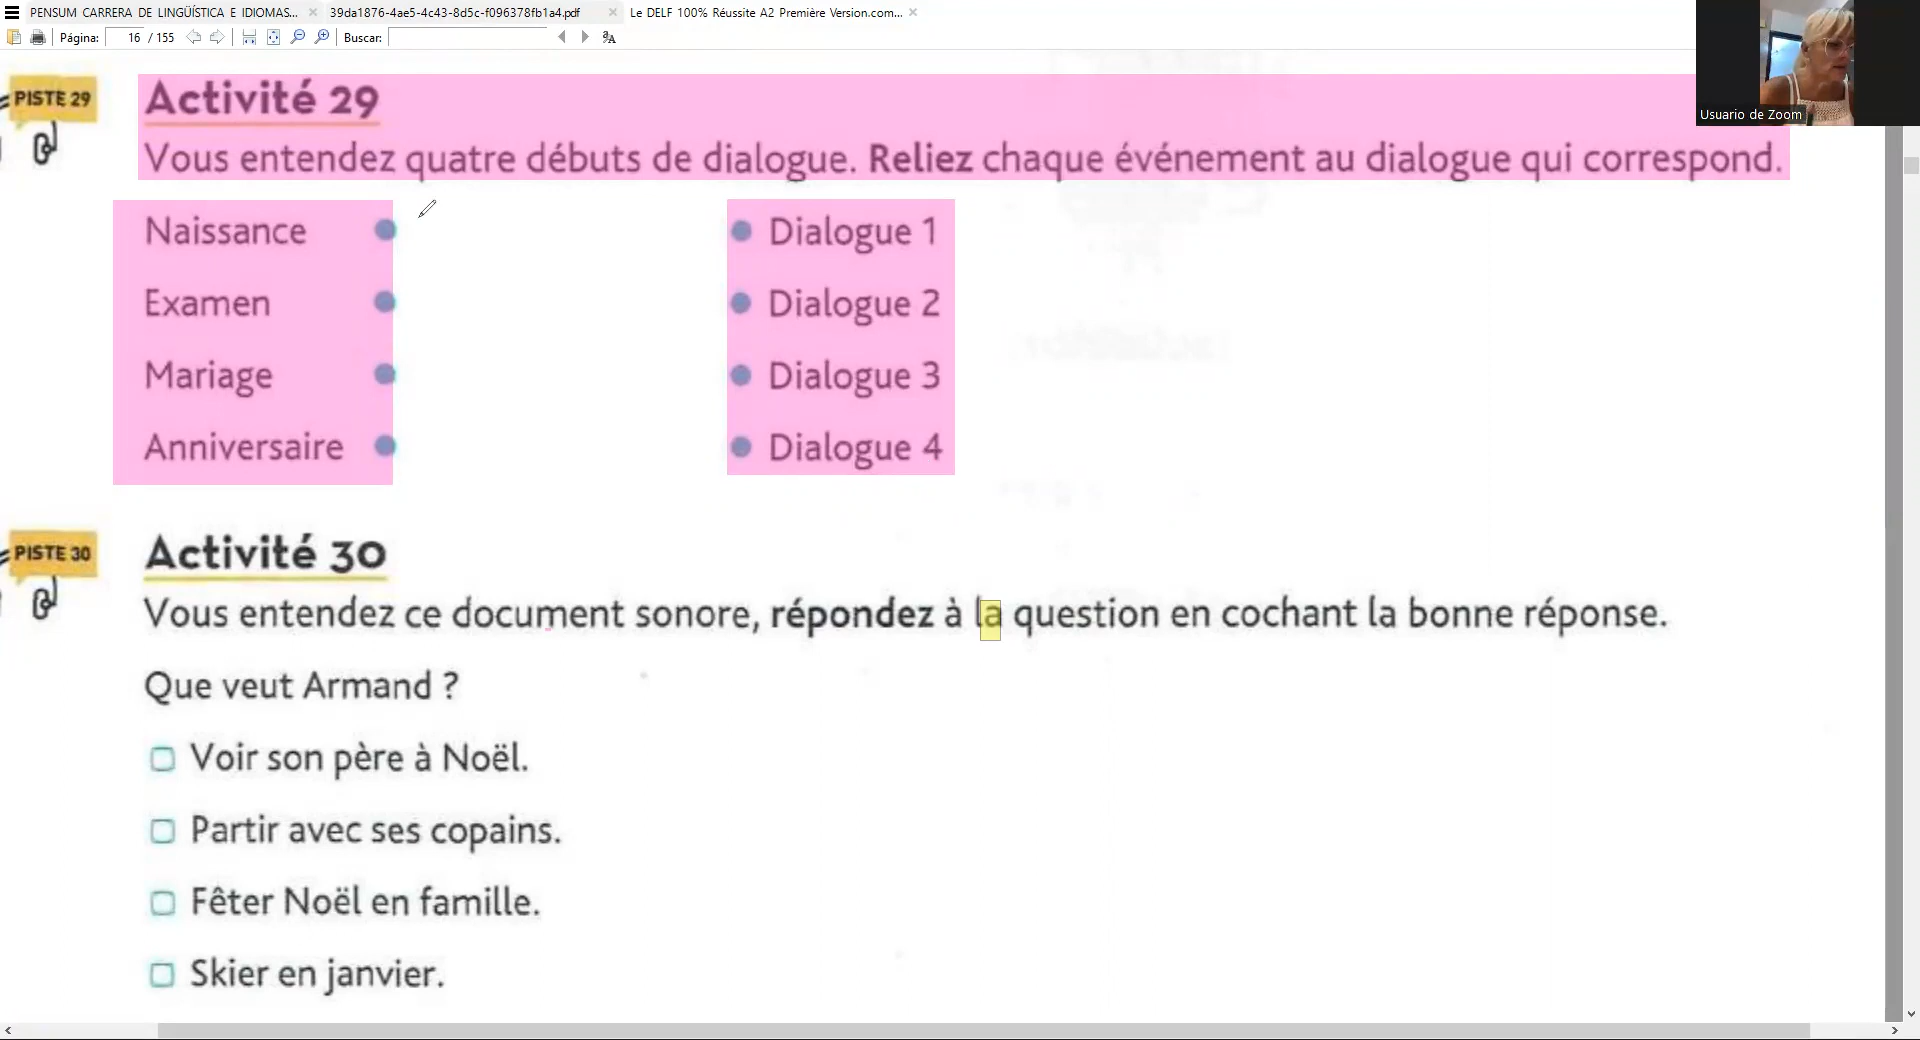 PENSUM CARRERA DE LINGÜÍSTICA E IDIOMAS...
39da1876-4ae5-4c43-8d5c-f096378fb1a4.pdf
Le DELF 100% Réussite A2 Première Version.com...
Página: 16 / 155
Buscar:
Usuario de Zoom
PISTE 29
Activité 29
Vous entendez quatre débuts de dialogue. Reliez chaque événement au dialogue qui correspond.
Naissance
Dialogue 1
Examen
Dialogue 2
Mariage
Dialogue 3
Anniversaire
Dialogue 4
PISTE 30
Activité 30
Vous entendez ce document sonore, répondez à la question en cochant la bonne réponse.
Que veut Armand ?
Voir son père à Noël.
Partir avec ses copains.
Fêter Noël en famille.
Skier en janvier.